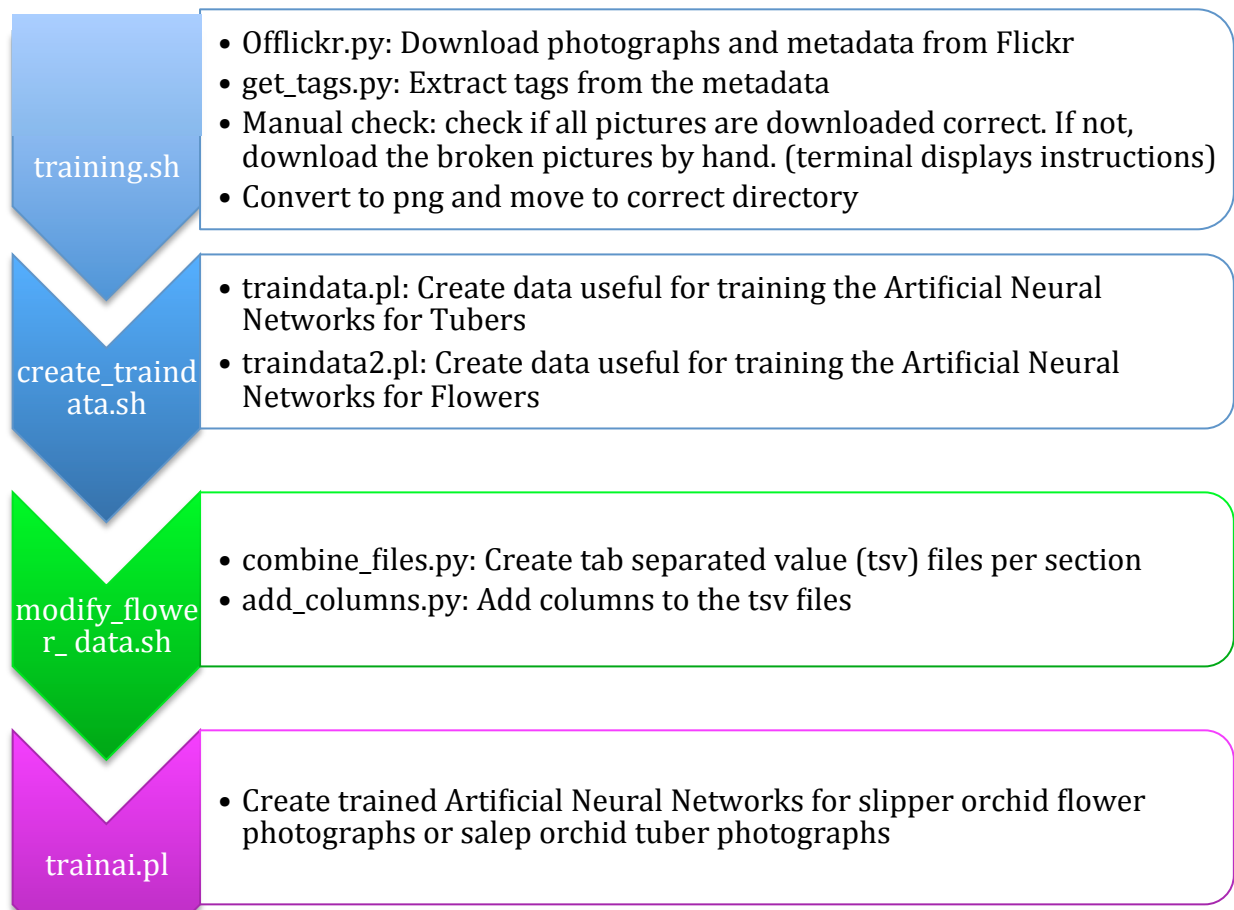 training.sh
• Offlickr.py: Download photographs and metadata from Flickr
• get_tags.py: Extract tags from the metadata
• Manual check: check if all pictures are downloaded correct. If not,
download the broken pictures by hand. (terminal displays instructions)
• Convert to png and move to correct directory
create_traind
ata.sh
• traindata.pl: Create data useful for training the Artificial Neural
Networks for Tubers
• traindata2.pl: Create data useful for training the Artificial Neural
Networks for Flowers
modify_flowe
r_ data.sh
• combine_files.py: Create tab separated value (tsv) files per section
• add_columns.py: Add columns to the tsv files
trainai.pl
• Create trained Artificial Neural Networks for slipper orchid flower
photographs or salep orchid tuber photographs